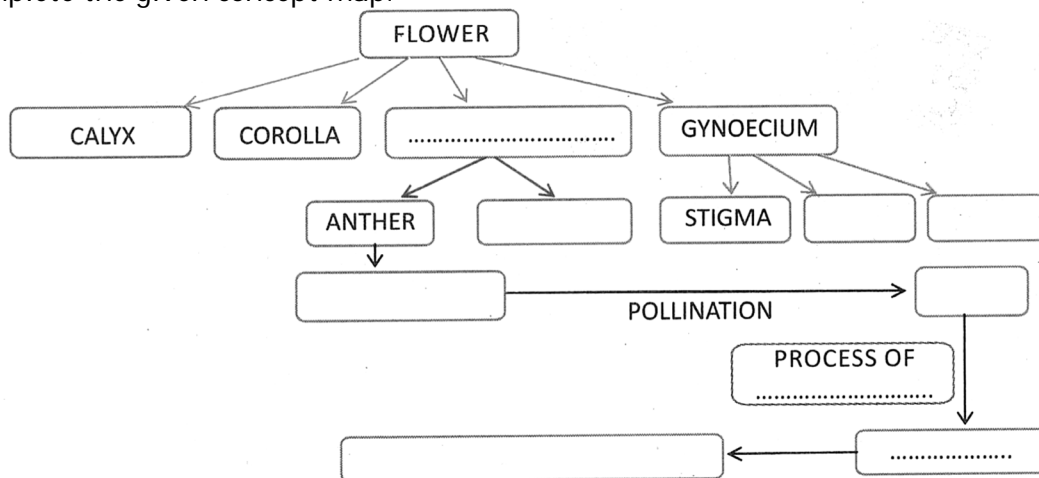 FLOWER
CALYX
COROLLA
....................................
GYNOECIUM
ANTHER
STIGMA
POLLINATION
PROCESS OF
..............................
....................